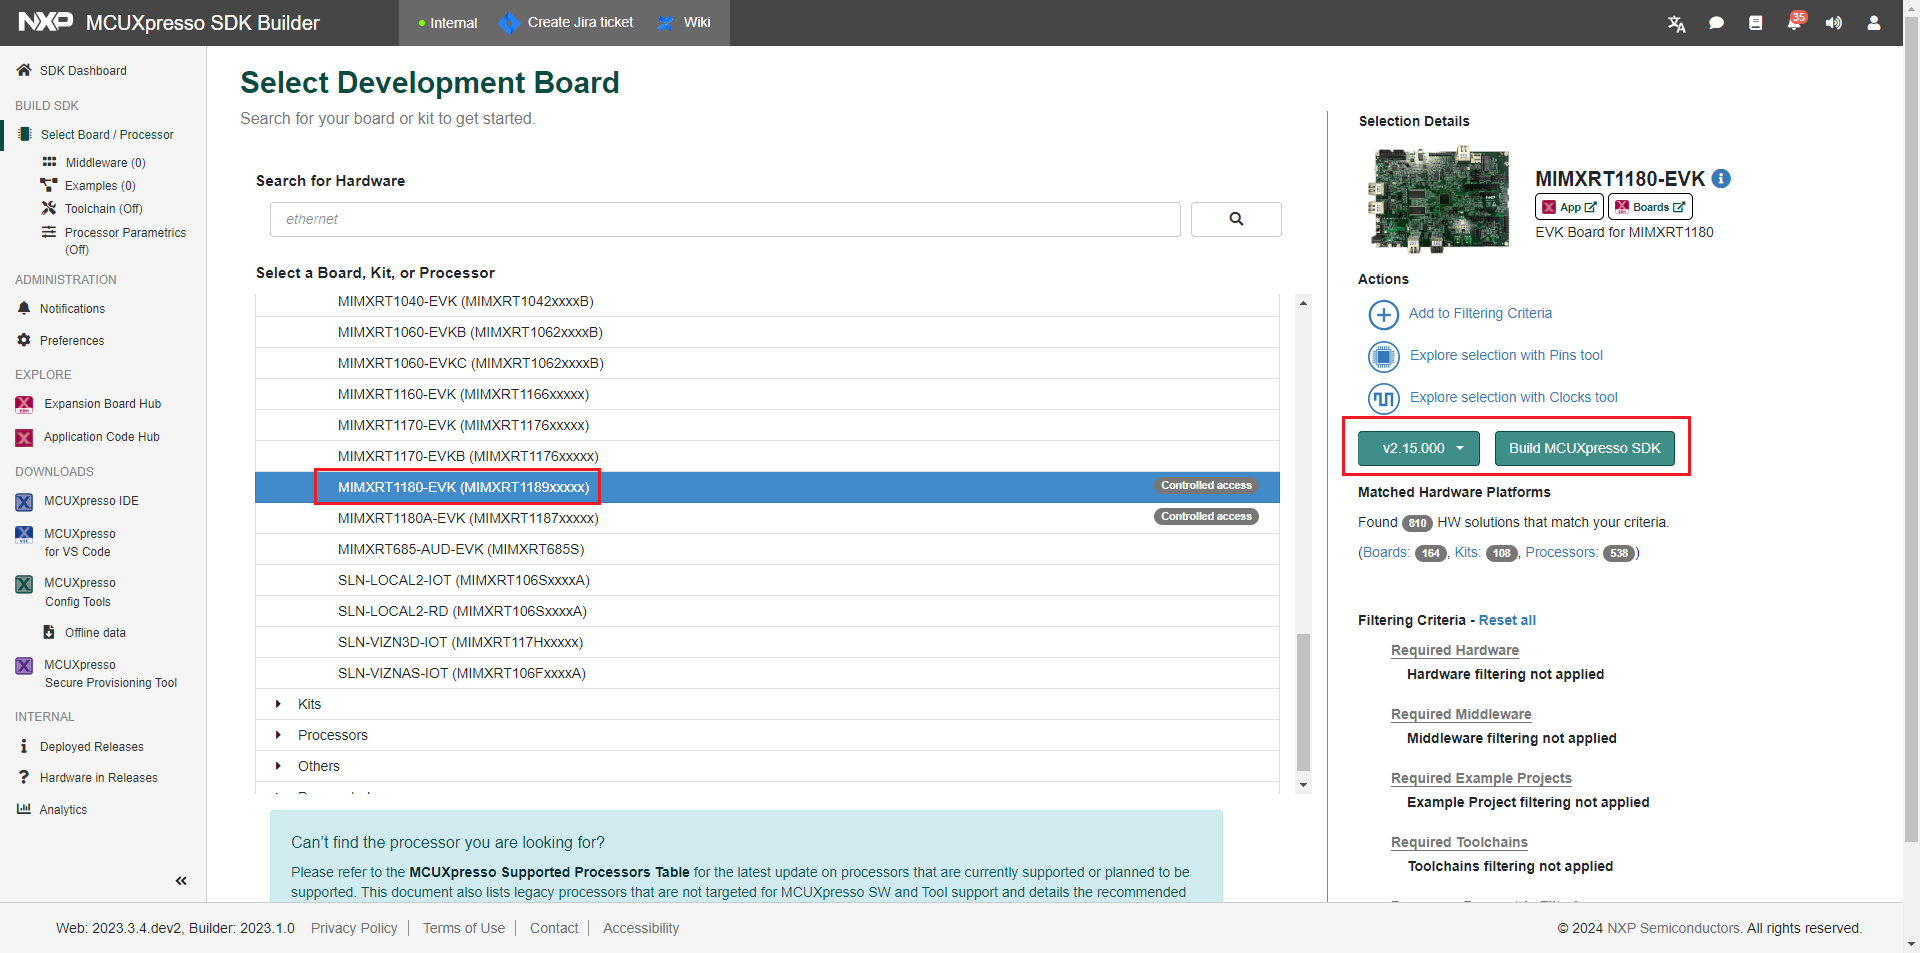 NXP MCUXpresso SDK Builder
Internal
Create Jira ticket
Wiki
35
SDK Dashboard
BUILD SDK
Select Board / Processor
Middleware (0)
Examples (0)
Toolchain (Off)
Processor Parametrics
(Off)
ADMINISTRATION
Notifications
Preferences
EXPLORE
Expansion Board Hub
Application Code Hub
DOWNLOADS
MCUXpresso IDE
MCUXpresso
for VS Code
MCUXpresso
Config Tools
Offline data
MCUXpresso
Secure Provisioning Tool
INTERNAL
Deployed Releases
Hardware in Releases
Analytics
Select Development Board
Search for your board or kit to get started.
Search for Hardware
ethernet
Select a Board, Kit, or Processor
MIMXRT1040-EVK (MIMXRT1042xxxxB)
MIMXRT1060-EVKB (MIMXRT1062xxxxB)
MIMXRT1060-EVKC (MIMXRT1062xxxxB)
MIMXRT1160-EVK (MIMXRT1166xxxxx)
MIMXRT1170-EVK (MIMXRT1176xxxxx)
MIMXRT1170-EVKB (MIMXRT1176xxxxx)
MIMXRT1180-EVK (MIMXRT1189xxxxx) Controlled access
MIMXRT1180A-EVK (MIMXRT1187xxxxx) Controlled access
MIMXRT685-AUD-EVK (MIMXRT685S)
SLN-LOCAL2-IOT (MIMXRT106SxxxxA)
SLN-LOCAL2-RD (MIMXRT106SxxxxA)
SLN-VIZN3D-IOT (MIMXRT117Hxxxxx)
SLN-VIZNAS-IOT (MIMXRT106FxxxxA)
Kits
Processors
Others
Can't find the processor you are looking for?
Please refer to the MCUXpresso Supported Processors Table for the latest update on processors that are currently supported or planned to be
supported. This document also lists legacy processors that are not targeted for MCUXpresso SW and Tool support and details the recommended
Selection Details
MIMXRT1180-EVK
App
Boards
EVK Board for MIMXRT1180
Actions
Add to Filtering Criteria
Explore selection with Pins tool
Explore selection with Clocks tool
v2.15.000
Build MCUXpresso SDK
Matched Hardware Platforms
Found 810 HW solutions that match your criteria.
(Boards: 164, Kits: 108, Processors: 538)
Filtering Criteria - Reset all
Required Hardware
Hardware filtering not applied
Required Middleware
Middleware filtering not applied
Required Example Projects
Example Project filtering not applied
Required Toolchains
Toolchains filtering not applied
Web: 2023.3.4.dev2, Builder: 2023.1.0
Privacy Policy
Terms of Use
Contact
Accessibility
© 2024 NXP Semiconductors. All rights reserved.